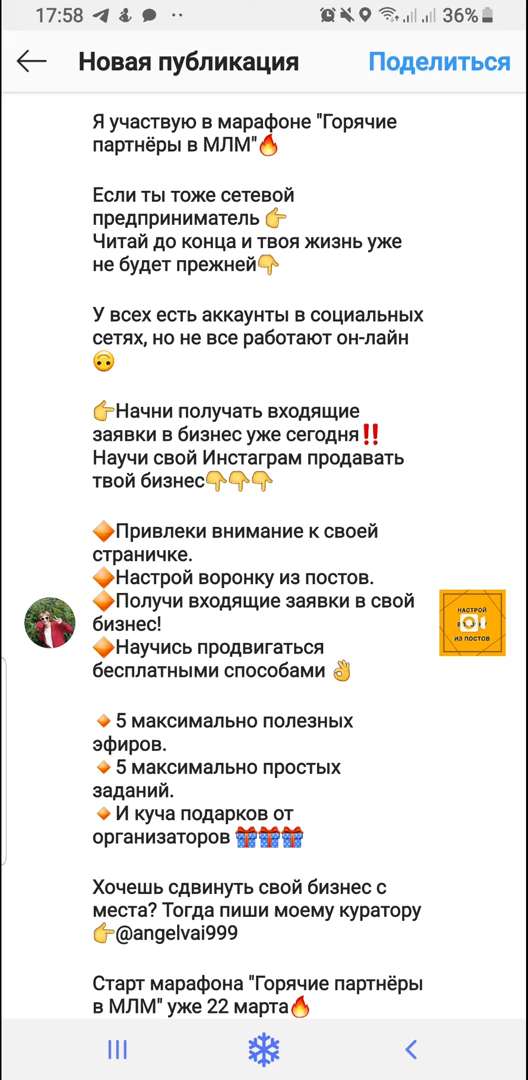 17:58
36%
Новая публикация
Поделиться
Я участвую в марафоне "Горячие
партнёры в МЛМ"🔥
Если ты тоже сетевой
предприниматель 👉
Читай до конца и твоя жизнь уже
не будет прежней👇
У всех есть аккаунты в социальных
сетях, но не все работают он-лайн
🙃
👉Начни получать входящие
заявки в бизнес уже сегодня‼️
Научи свой Инстаграм продавать
твой бизнес👇👇👇
🔶Привлеки внимание к своей
страничке.
🔶Настрой воронку из постов.
🔶Получи входящие заявки в свой
бизнес!
🔶Научись продвигаться
бесплатными способами 👌
🔸5 максимально полезных
эфиров.
🔸5 максимально простых
заданий.
🔸И куча подарков от
организаторов 🎁🎁🎁
Хочешь сдвинуть свой бизнес с
места? Тогда пиши моему куратору
👉@angelvai999
Старт марафона "Горячие партнёры
в МЛМ" уже 22 марта🔥
НАСТРОЙ
ИЗ ПОСТОВ